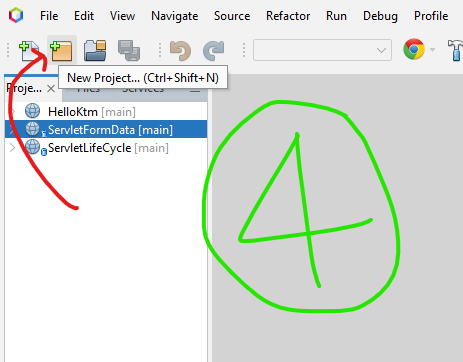 File Edit View Navigate Source Refactor Run Debug Profile
New Project... (Ctrl+Shift+N)
Proje... Files Services
HelloKtm [main]
ServletFormData [main]
ServletLifeCycle [main]
4